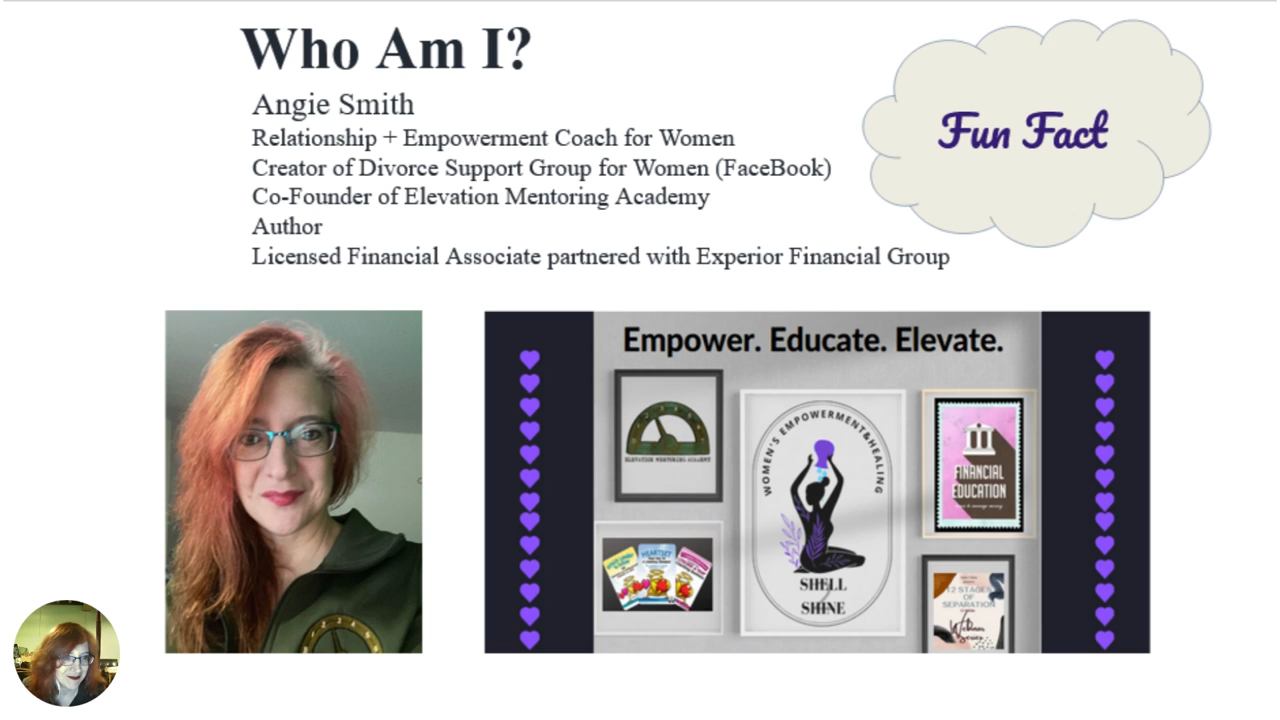 Who Am I?
Angie Smith
Relationship + Empowerment Coach for Women
Creator of Divorce Support Group for Women (FaceBook)
Co-Founder of Elevation Mentoring Academy
Author
Licensed Financial Associate partnered with Experior Financial Group
Fun Fact
Empower. Educate. Elevate.
ELEVATION MENTORING ACADEMY
WOMEN'S EMPOWERMENT&HEALING
SHELL
SHINE
FINANCIAL
EDUCATION
HEARTSET
12 STAGES
OF
SEPARATION